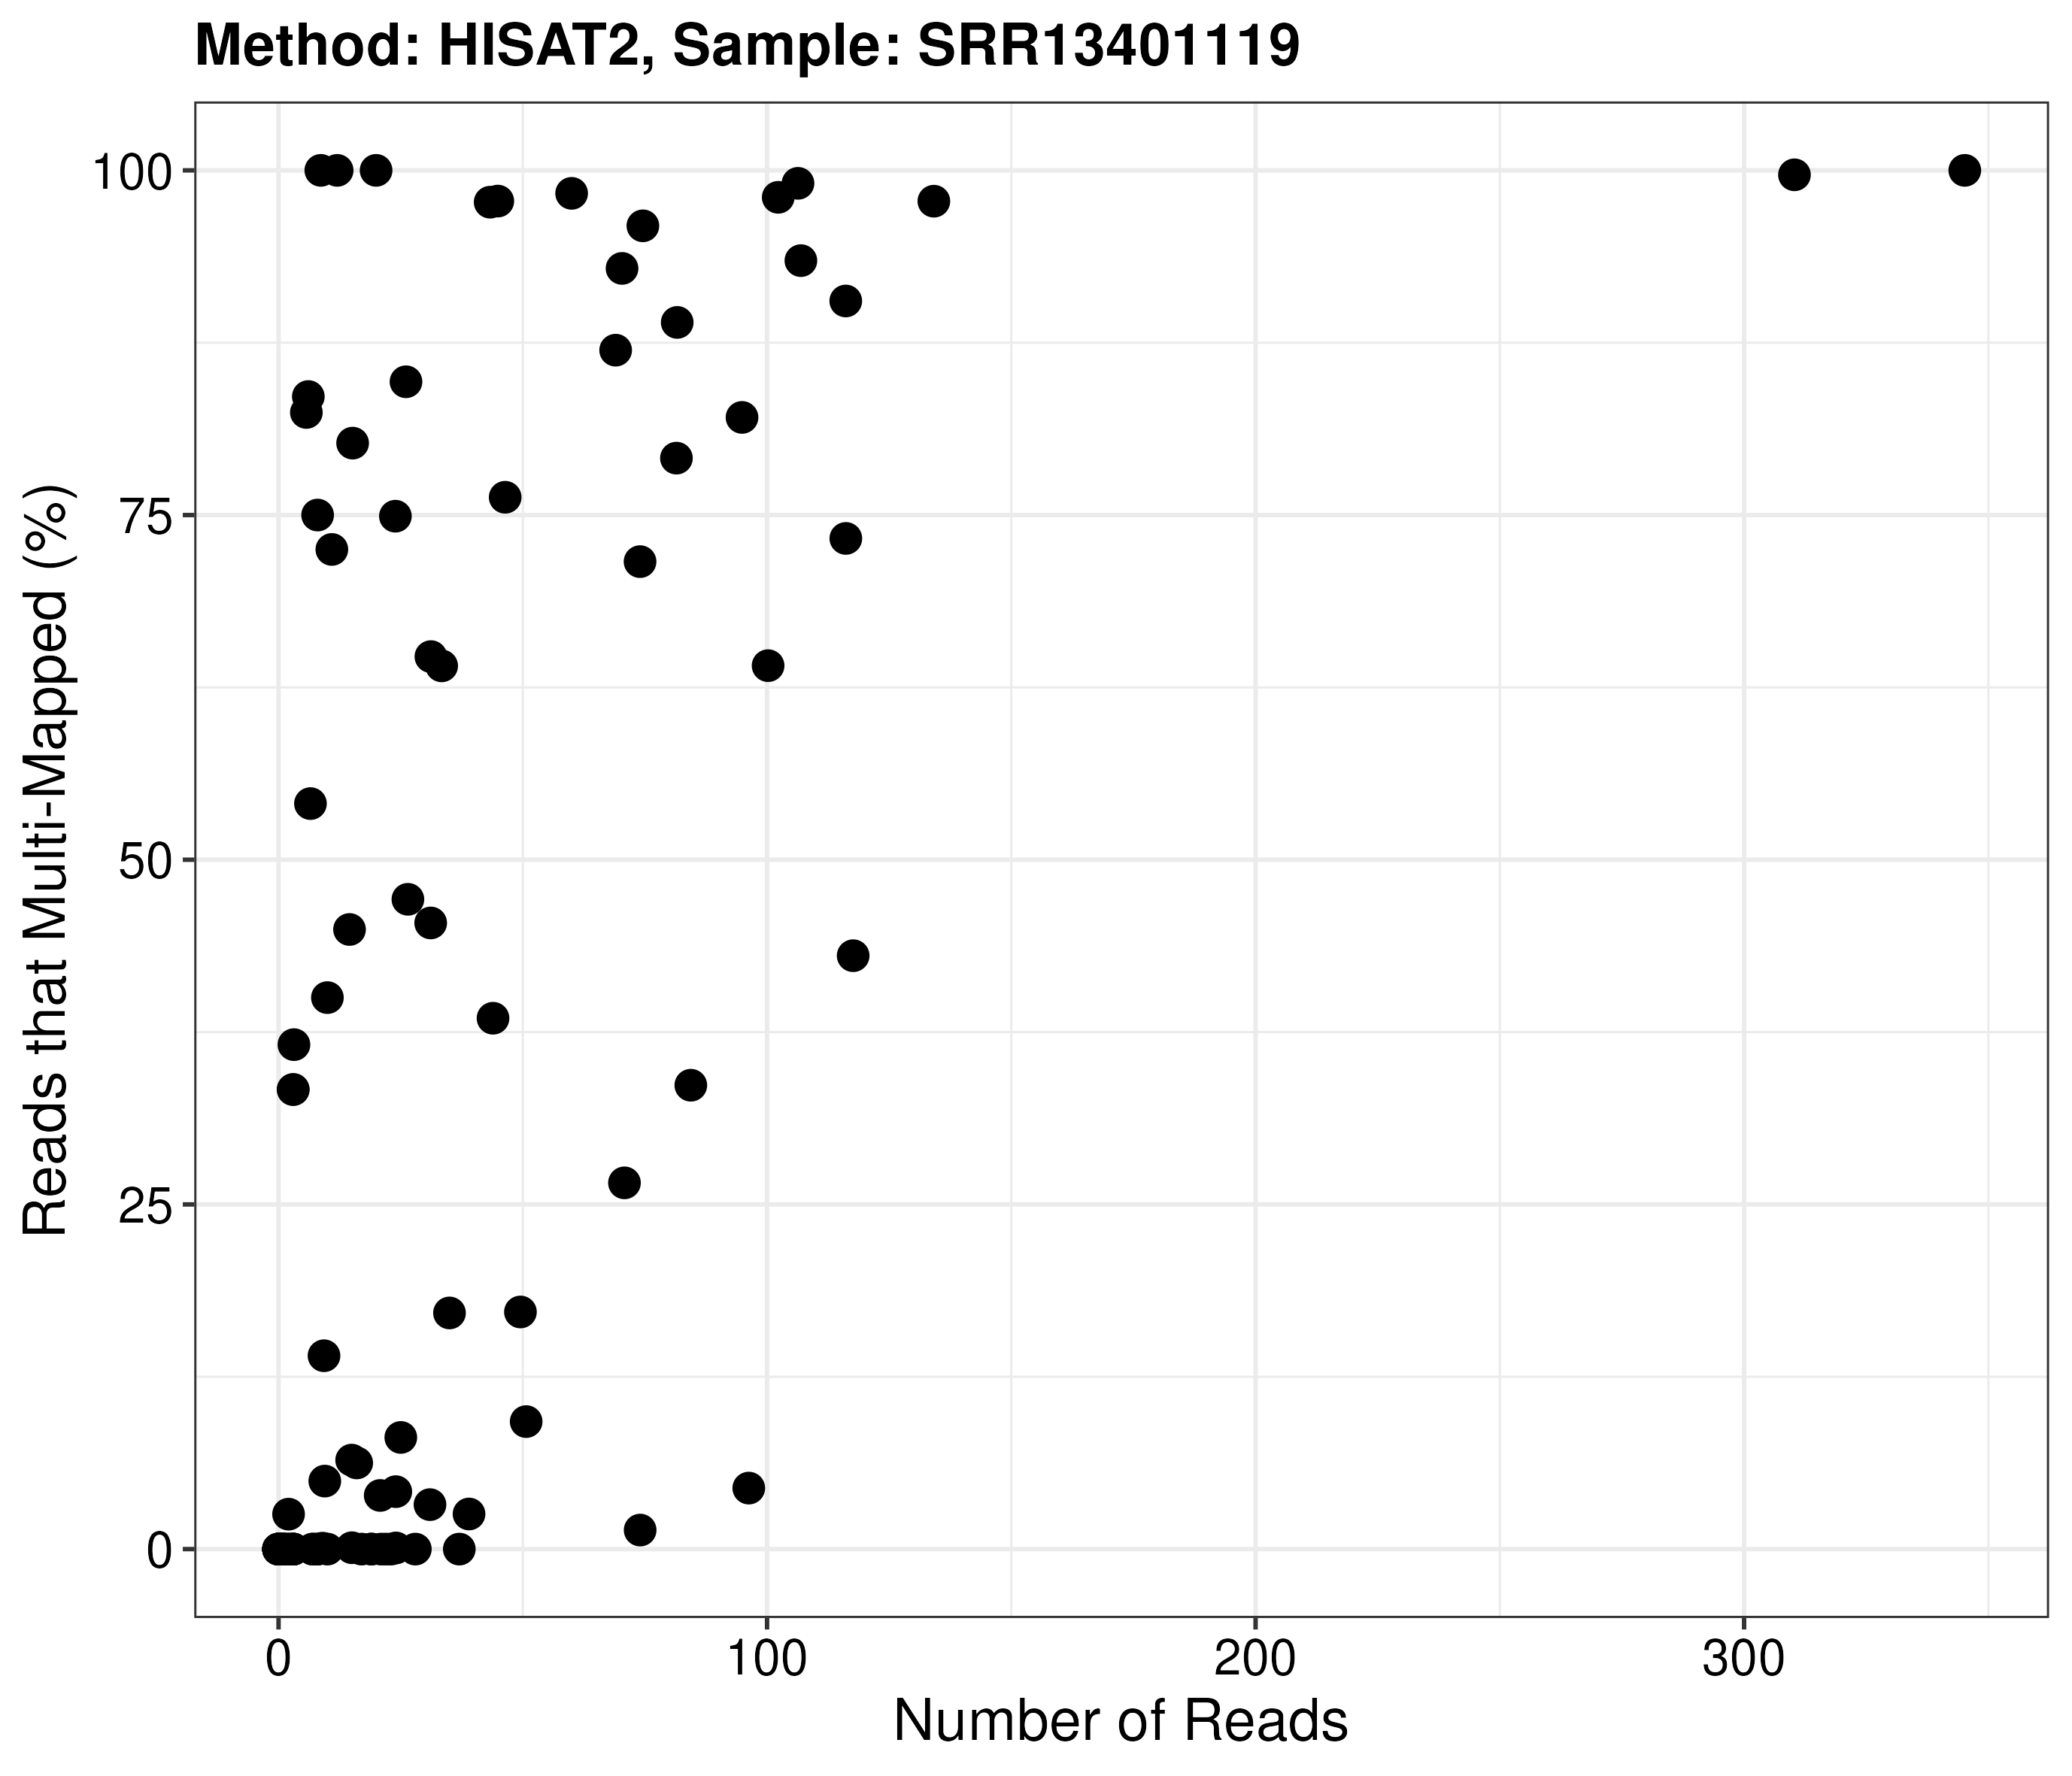 Method: HISAT2, Sample: SRR13401119
Reads that Multi-Mapped (%)
100
75
50
25
0
0 100 200 300
Number of Reads